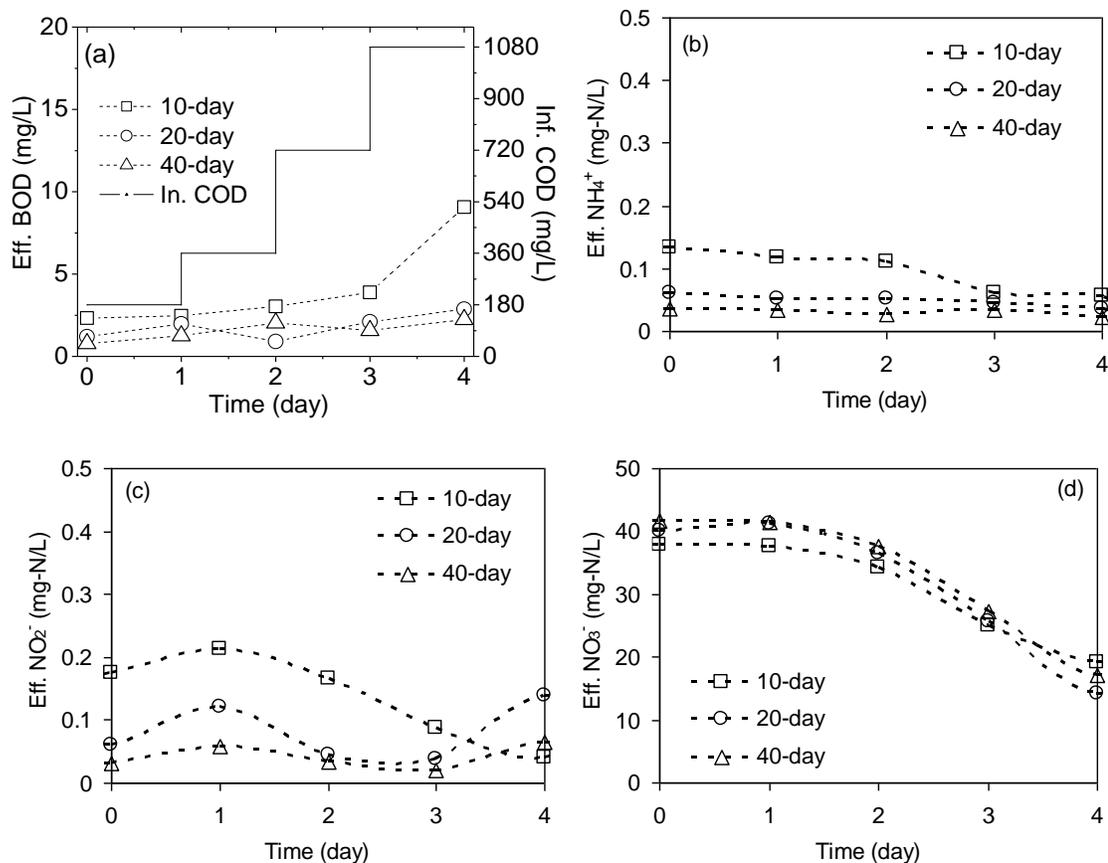 (a)
20
15
10
5
0
Eff. BOD (mg/L)
10-day
20-day
40-day
In. COD
1080
900
720
540
360
180
0
Inf. COD (mg/L)
0 1 2 3 4
Time (day)
(b)
0.5
0.4
0.3
0.2
0.1
0
Eff. NH₄⁺ (mg-N/L)
10-day
20-day
40-day
0 1 2 3 4
Time (day)
(c)
0.5
0.4
0.3
0.2
0.1
0
Eff. NO₂⁻ (mg-N/L)
10-day
20-day
40-day
0 1 2 3 4
Time (day)
(d)
50
40
30
20
10
0
Eff. NO₃⁻ (mg-N/L)
10-day
20-day
40-day
0 1 2 3 4
Time (day)